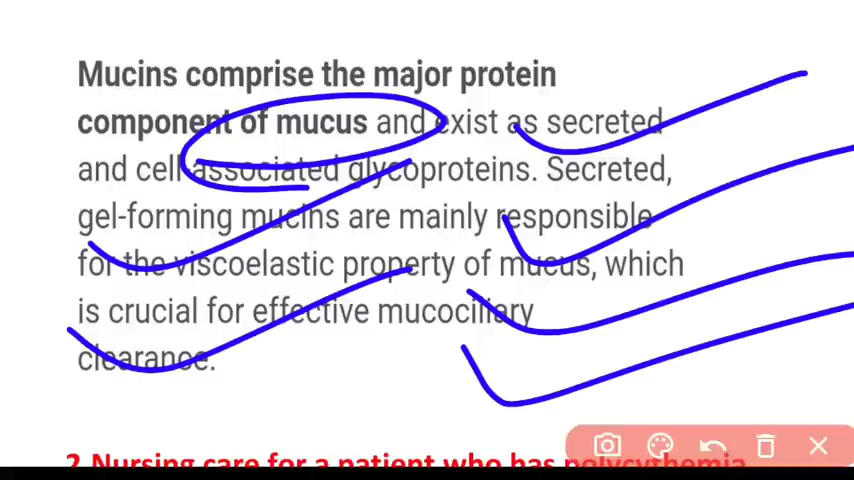 Mucins comprise the major protein
component of mucus and exist as secreted
and cell associated glycoproteins. Secreted,
gel-forming mucins are mainly responsible
for the viscoelastic property of mucus, which
is crucial for effective mucociliary
clearance.
2.Nursing care for a patient who has polycythemia